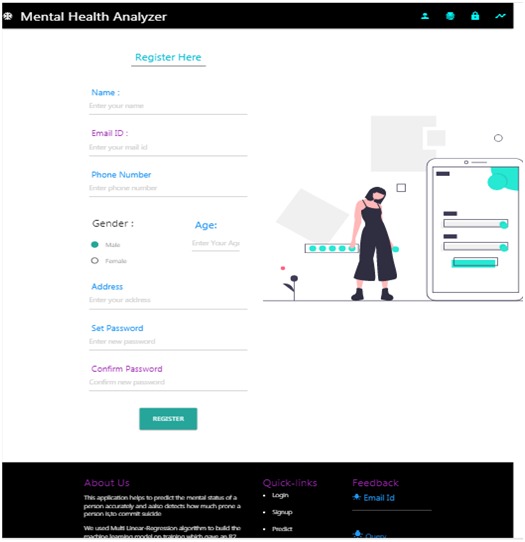 Mental Health Analyzer
Register Here
Name :
Enter your name
Email ID :
Enter your mail id
Phone Number
Enter phone number
Gender :
Age:
Male
Enter Your Age
Female
Address
Enter your address
Set Password
Enter new password
Confirm Password
Confirm new password
REGISTER
About Us
This application helps to predict the mental status of a
person accurately and aalso detects how much prone a
person is,to commit suicide
We used Multi Linear-Regression algorithm to build the
machine learning model on training which gave an R2
Quick-links
Login
Signup
Predict
Feedback
Email Id
Query